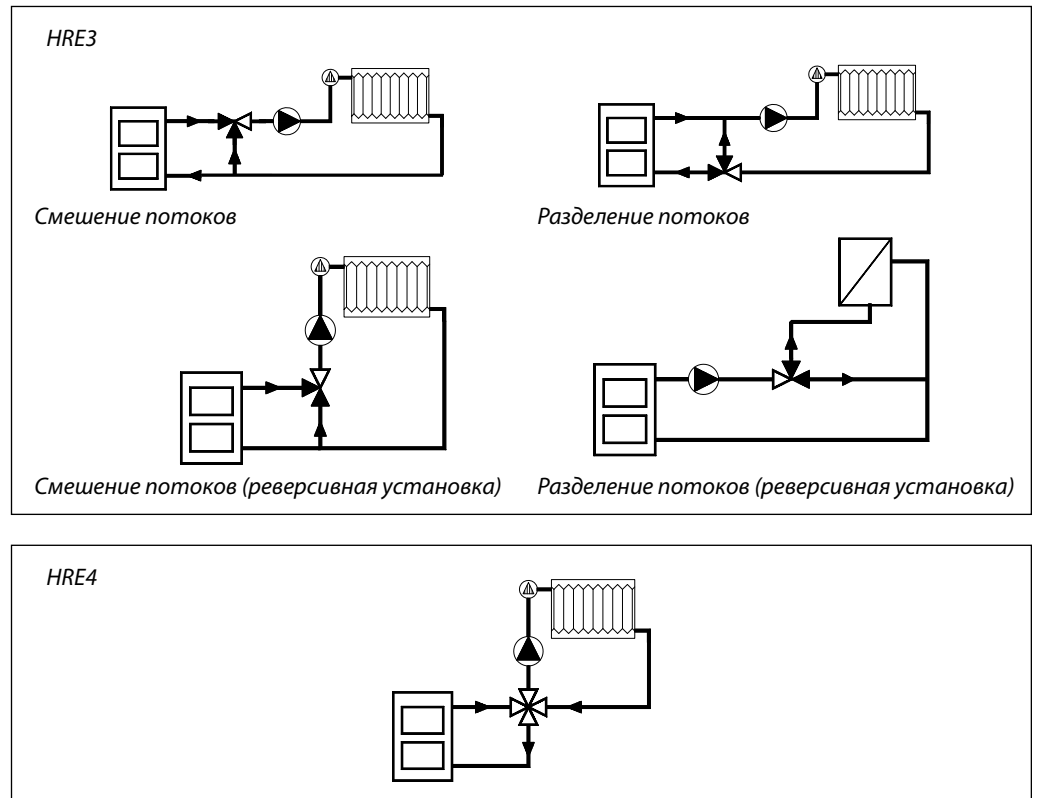 HRE3
Смешение потоков
Разделение потоков
Смешение потоков (реверсивная установка)
Разделение потоков (реверсивная установка)
HRE4